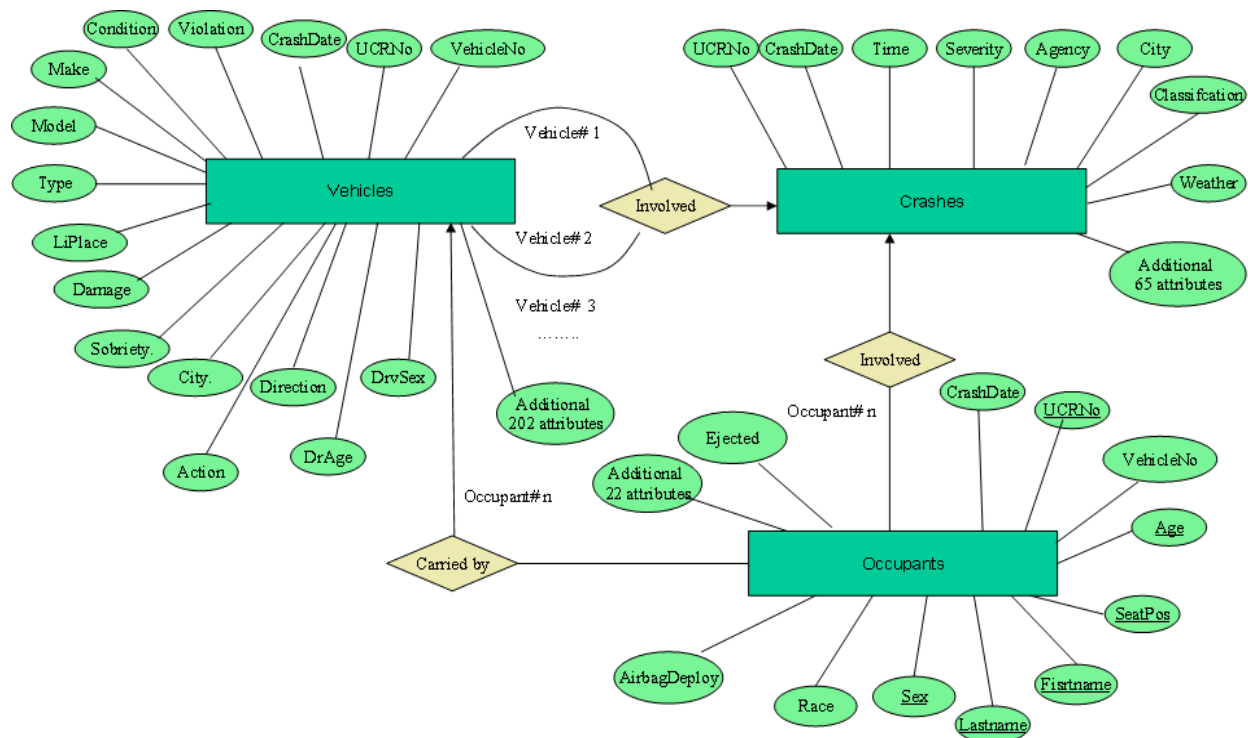 Condition
Violation
CrashDate
UCRNo
VehicleNo
Make
Model
Type
LiPlace
Damage
Sobriety.
City.
Action
Direction
DrAge
DrvSex
Additional
202 attributes
Vehicles
Vehicle# 1
Vehicle# 2
Vehicle# 3
........
Involved
UCRNo
CrashDate
Time
Severity
Agency
City
Classifcation
Weather
Additional
65 attributes
Crashes
Involved
Occupant# n
Occupant# n
Carried by
Additional
22 attributes
Ejected
CrashDate
UCRNo
VehicleNo
Age
SeatPos
Fisrtname
Lastname
Sex
Race
AirbagDeploy
Occupants